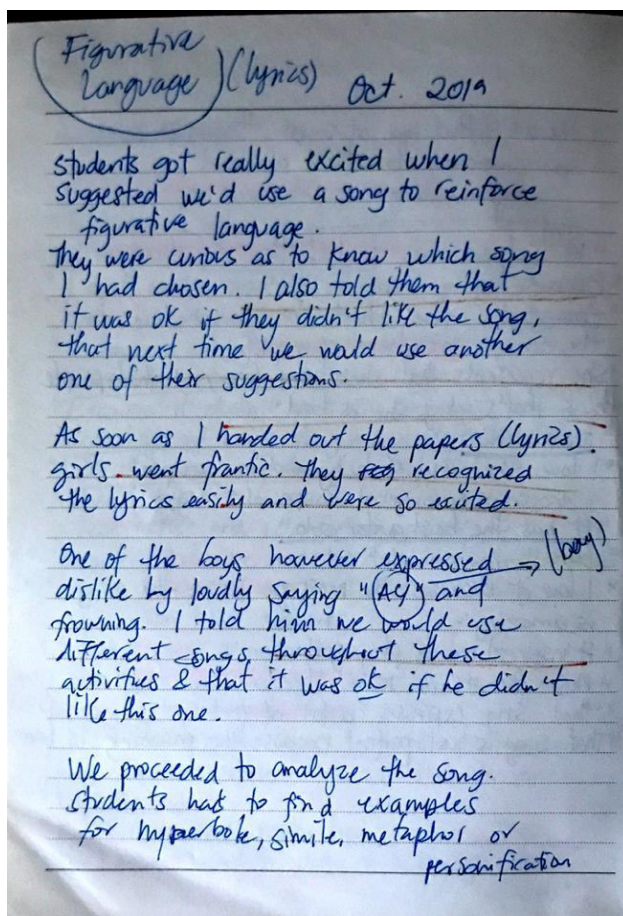 Figurative
Language (lyrics) Oct. 2019
students got really excited when I
suggested we'd use a song to reinforce
figurative language.
They were curious as to know which song
I had chosen. I also told them that
it was ok if they didn't like the song,
that next time we would use another
one of their suggestions.
As soon as I handed out the papers (lyrics).
girls went frantic. They recognized
the lyrics easily and were so excited.
One of the boys however expressed → (boy)
dislike by loudly saying "Ay" and
frowning. I told him we would use
different songs throughout these
activities & that it was ok if he didn't
like this one.
We proceeded to analyze the song.
Students had to find examples
for hyperbole, simile, metaphor or
personification